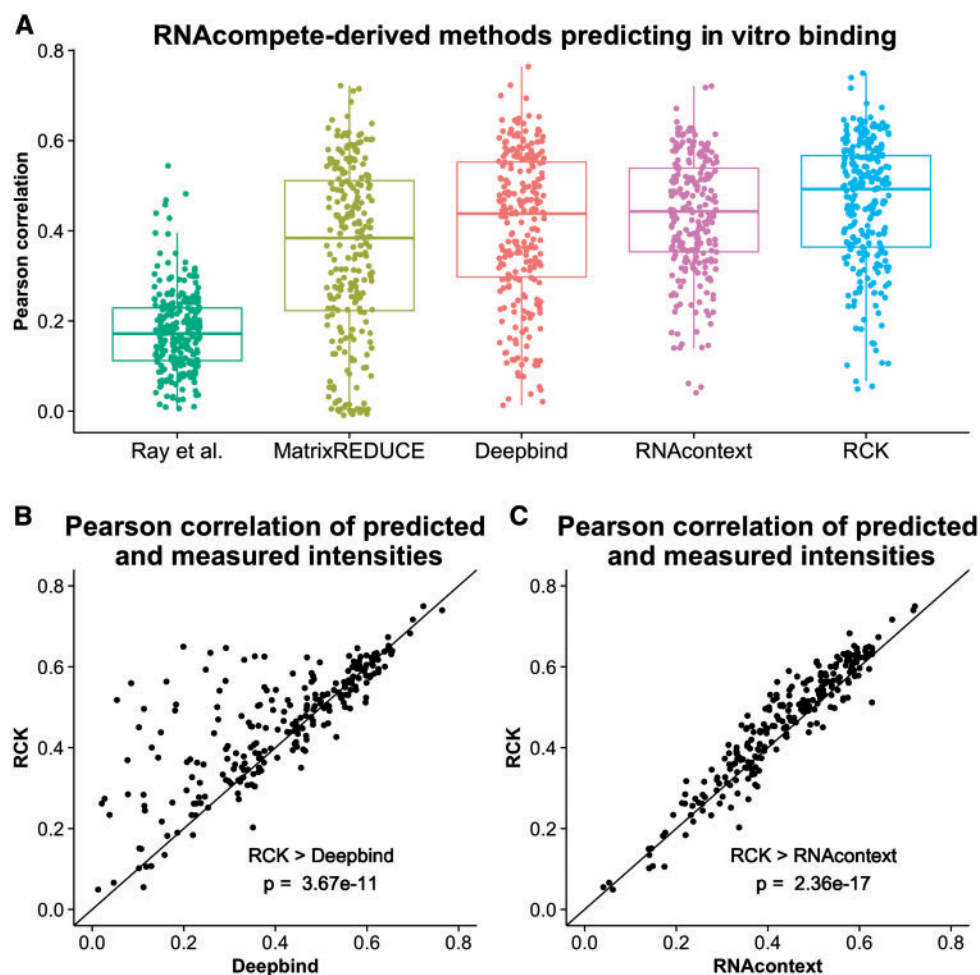 A
RNAcompete-derived methods predicting in vitro binding
Pearson correlation
0.8
0.6
0.4
0.2
0.0
Ray et al. MatrixREDUCE Deepbind RNAcontext RCK
B
Pearson correlation of predicted
and measured intensities
RCK
0.8
0.6
0.4
0.2
0.0
RCK > Deepbind
p = 3.67e-11
0.0 0.2 0.4 0.6 0.8
Deepbind
C
Pearson correlation of predicted
and measured intensities
RCK
0.8
0.6
0.4
0.2
0.0
RCK > RNAcontext
p = 2.36e-17
0.0 0.2 0.4 0.6 0.8
RNAcontext